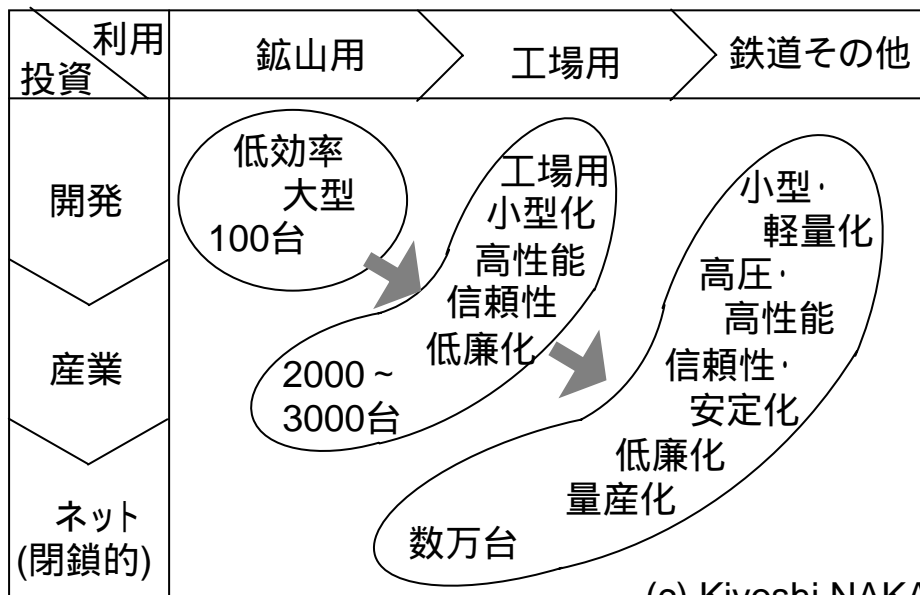 利用
投資
鉱山用
工場用
鉄道その他
開発
産業
ネット
(閉鎖的)
低効率
大型
100台
工場用
小型化
高性能
信頼性
低廉化
2000~
3000台
小型・
軽量化
高圧・
高性能
信頼性・
安定化
低廉化
量産化
数万台
(c) Kiyoshi NAKA